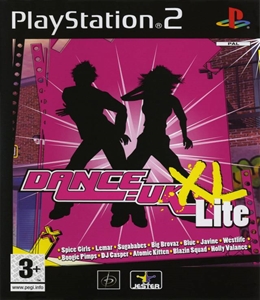 PlayStation®2
PAL
DANCE:UK
XL
Lite
• Spice Girls • Lemar • Sugababes • Big Brovaz • Blue • Javine • Westlife
• Boogie Pimps • DJ Casper • Atomic Kitten • Blazin Squad • Holly Valance
3+
www.pegi.info
JESTER